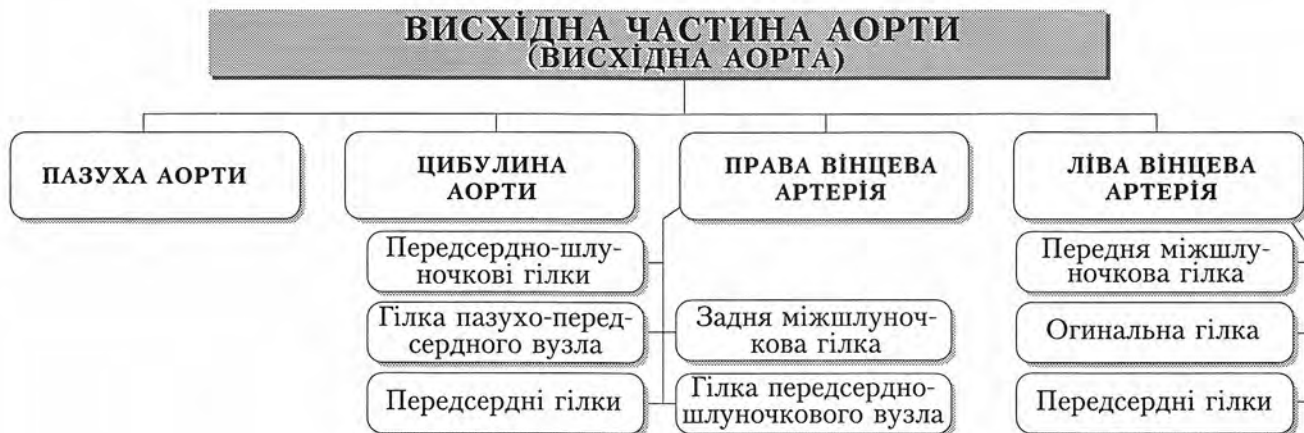 ВИСХІДНА ЧАСТИНА АОРТИ
(ВИСХІДНА АОРТА)
ПАЗУХА АОРТИ
ЦИБУЛИНА
АОРТИ
ПРАВА ВІНЦЕВА
АРТЕРІЯ
ЛІВА ВІНЦЕВА
АРТЕРІЯ
Передсердно-шлу-
ночкові гілки
Передня міжшлу-
ночкова гілка
Гілка пазухо-перед-
сердного вузла
Задня міжшлуноч-
кова гілка
Огинальна гілка
Передсердні гілки
Гілка передсердно-
шлуночкового вузла
Передсердні гілки